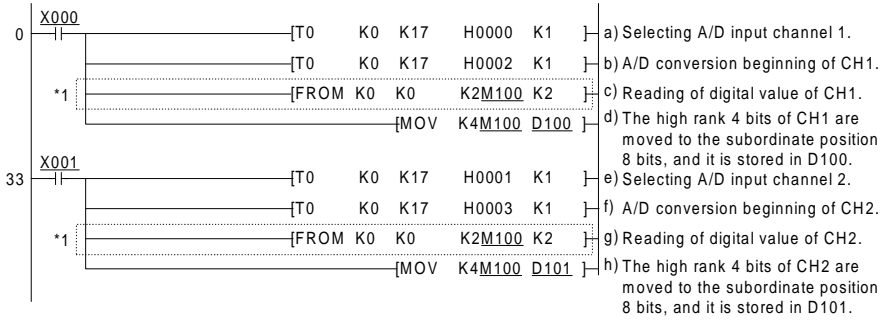 X000
0 [T0 K0 K17 H0000 K1 ] a) Selecting A/D input channel 1.
[T0 K0 K17 H0002 K1 ] b) A/D conversion beginning of CH1.
*1 [FROM K0 K0 K2M100 K2 ] c) Reading of digital value of CH1.
[MOV K4M100 D100 ] d) The high rank 4 bits of CH1 are
moved to the subordinate position
8 bits, and it is stored in D100.
X001
33 [T0 K0 K17 H0001 K1 ] e) Selecting A/D input channel 2.
[T0 K0 K17 H0003 K1 ] f) A/D conversion beginning of CH2.
*1 [FROM K0 K0 K2M100 K2 ] g) Reading of digital value of CH2.
[MOV K4M100 D101 ] h) The high rank 4 bits of CH2 are
moved to the subordinate position
8 bits, and it is stored in D101.